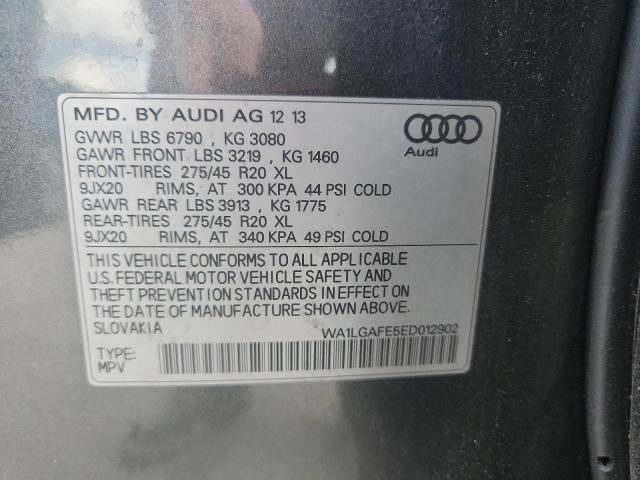 MFD. BY AUDI AG 12 13
GVWR LBS 6790 , KG 3080
GAWR FRONT LBS 3219 , KG 1460
FRONT-TIRES 275/45 R20 XL
9JX20 RIMS, AT 300 KPA 44 PSI COLD
GAWR REAR LBS 3913 , KG 1775
REAR-TIRES 275/45 R20 XL
9JX20 RIMS, AT 340 KPA 49 PSI COLD
Audi
THIS VEHICLE CONFORMS TO ALL APPLICABLE
U.S. FEDERAL MOTOR VEHICLE SAFETY AND
THEFT PREVENTION STANDARDS IN EFFECT ON
THE DATE OF MANUFACTURE SHOWN ABOVE.
SLOVAKIA
WA1LGAFE5ED012902
TYPE:
MPV